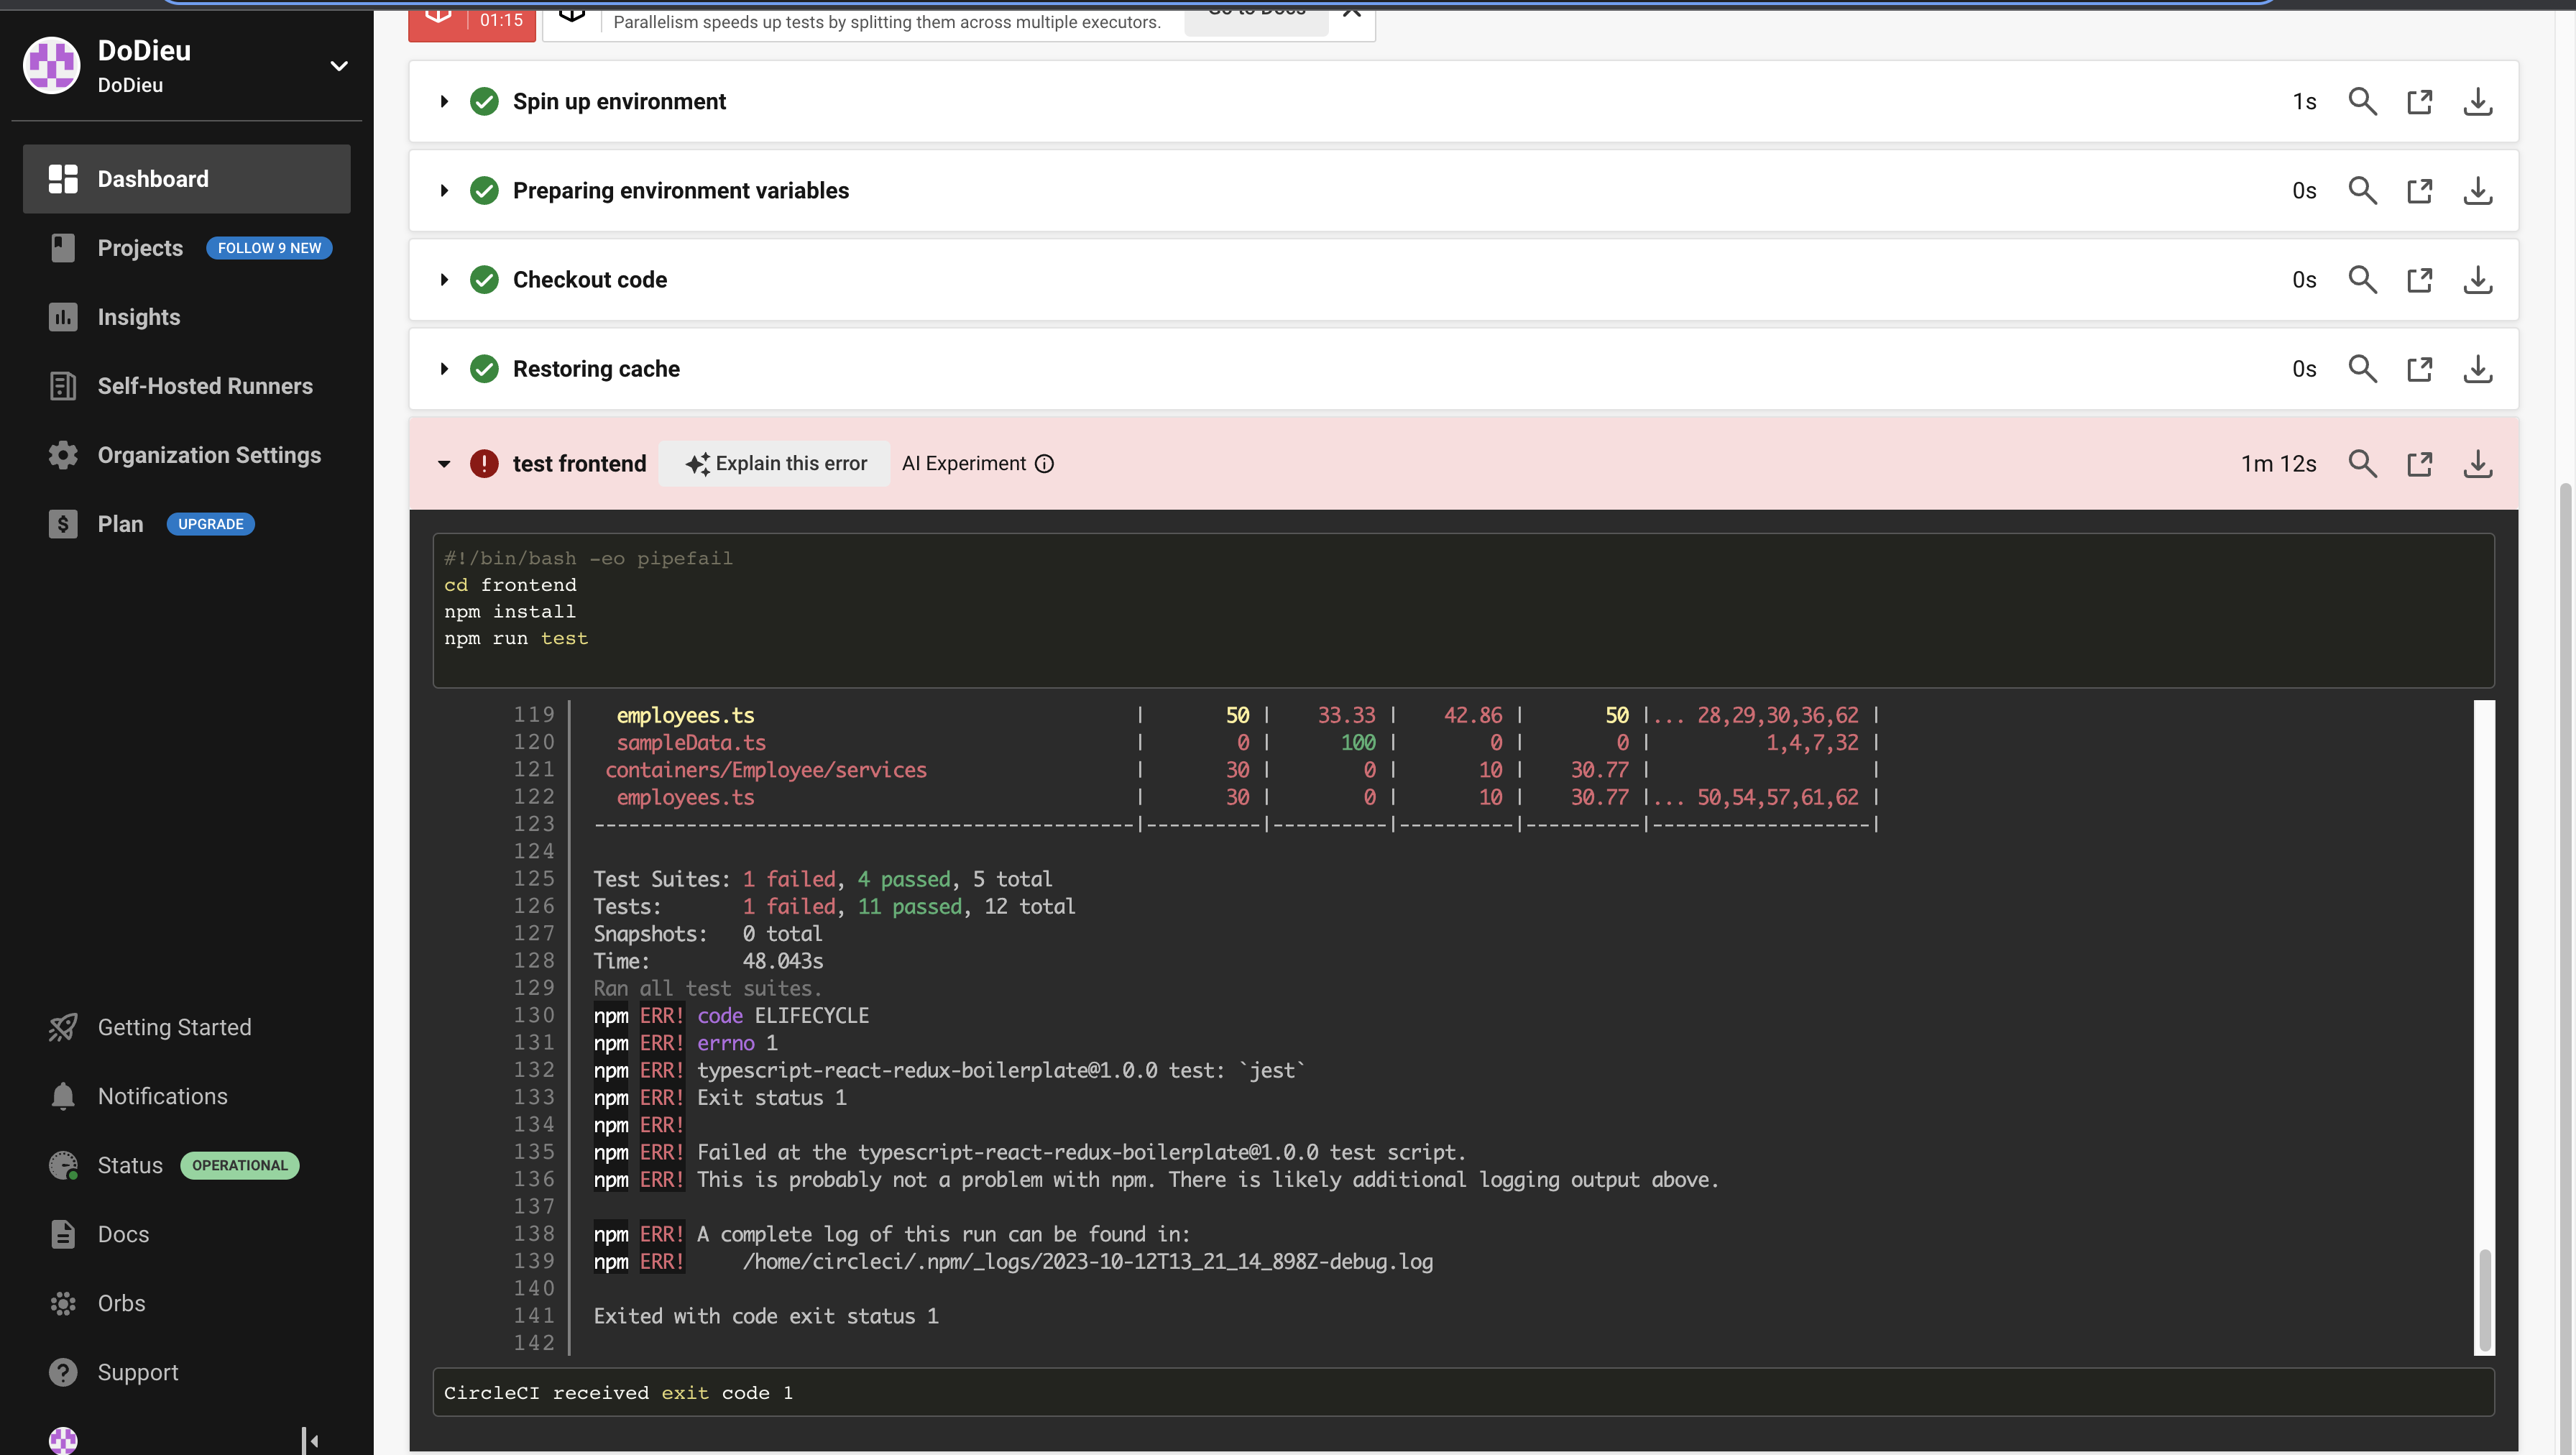 DoDieu
DoDieu
Dashboard
Projects FOLLOW 9 NEW
Insights
Self-Hosted Runners
Organization Settings
Plan UPGRADE
Getting Started
Notifications
Status OPERATIONAL
Docs
Orbs
Support
01:15 Parallelism speeds up tests by splitting them across multiple executors. Go to Docs
Spin up environment 1s
Preparing environment variables 0s
Checkout code 0s
Restoring cache 0s
test frontend Explain this error AI Experiment 1m 12s
#!/bin/bash -eo pipefail
cd frontend
npm install
npm run test
119 employees.ts | 50 | 33.33 | 42.86 | 50 |... 28,29,30,36,62 |
120 sampleData.ts | 0 | 100 | 0 | 0 | 1,4,7,32 |
121 containers/Employee/services | 30 | 0 | 10 | 30.77 | |
122 employees.ts | 30 | 0 | 10 | 30.77 |... 50,54,57,61,62 |
123 -----------------------------------------------|----------|----------|----------|----------|-------------------|
124
125 Test Suites: 1 failed, 4 passed, 5 total
126 Tests: 1 failed, 11 passed, 12 total
127 Snapshots: 0 total
128 Time: 48.043s
129 Ran all test suites.
130 npm ERR! code ELIFECYCLE
131 npm ERR! errno 1
132 npm ERR! typescript-react-redux-boilerplate@1.0.0 test: `jest`
133 npm ERR! Exit status 1
134 npm ERR!
135 npm ERR! Failed at the typescript-react-redux-boilerplate@1.0.0 test script.
136 npm ERR! This is probably not a problem with npm. There is likely additional logging output above.
137
138 npm ERR! A complete log of this run can be found in:
139 npm ERR! /home/circleci/.npm/_logs/2023-10-12T13_21_14_898Z-debug.log
140
141 Exited with code exit status 1
142
CircleCI received exit code 1